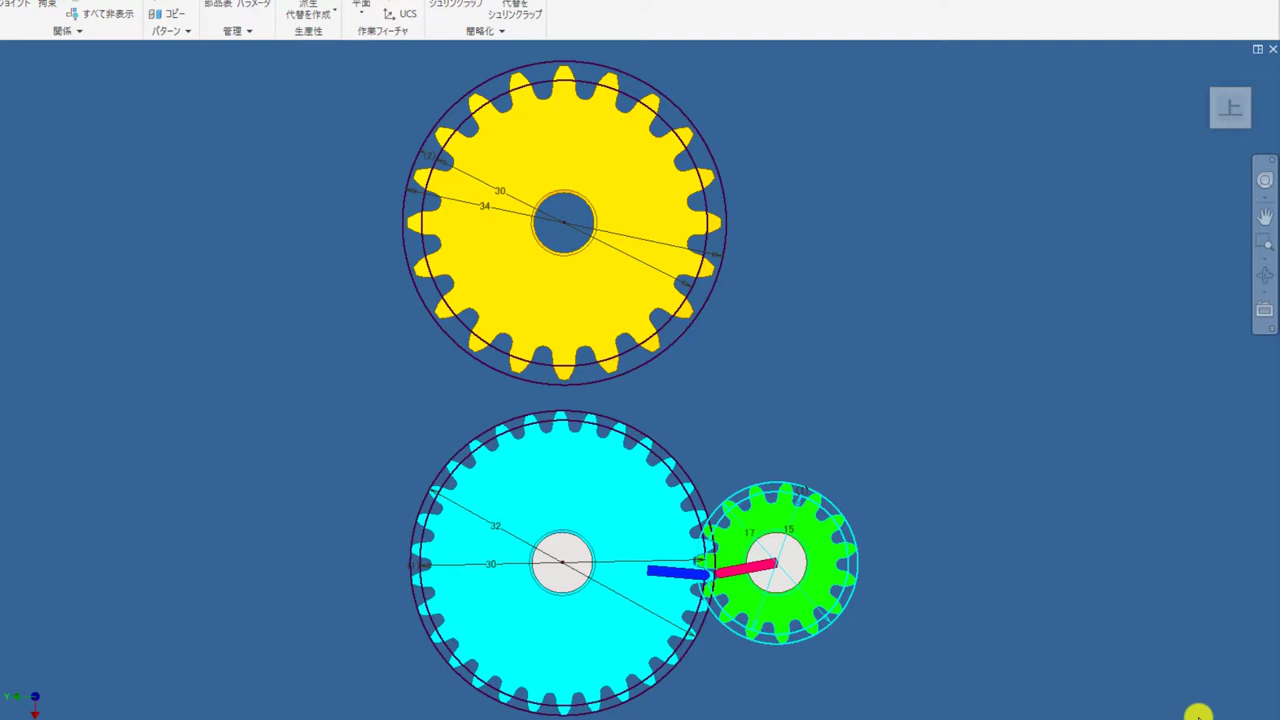 ョイント 拘束
すべて非表示
関係 ▾
コピー
パターン ▾
部品表 パラメータ
管理 ▾
派生
代替を作成
生産性
平面
UCS
作業フィーチャ
シュリンクラップ
代替を
シュリンクラップ
簡略化 ▾
上
(2)
30
34
32
30
(1)
(1)
17
15
Y